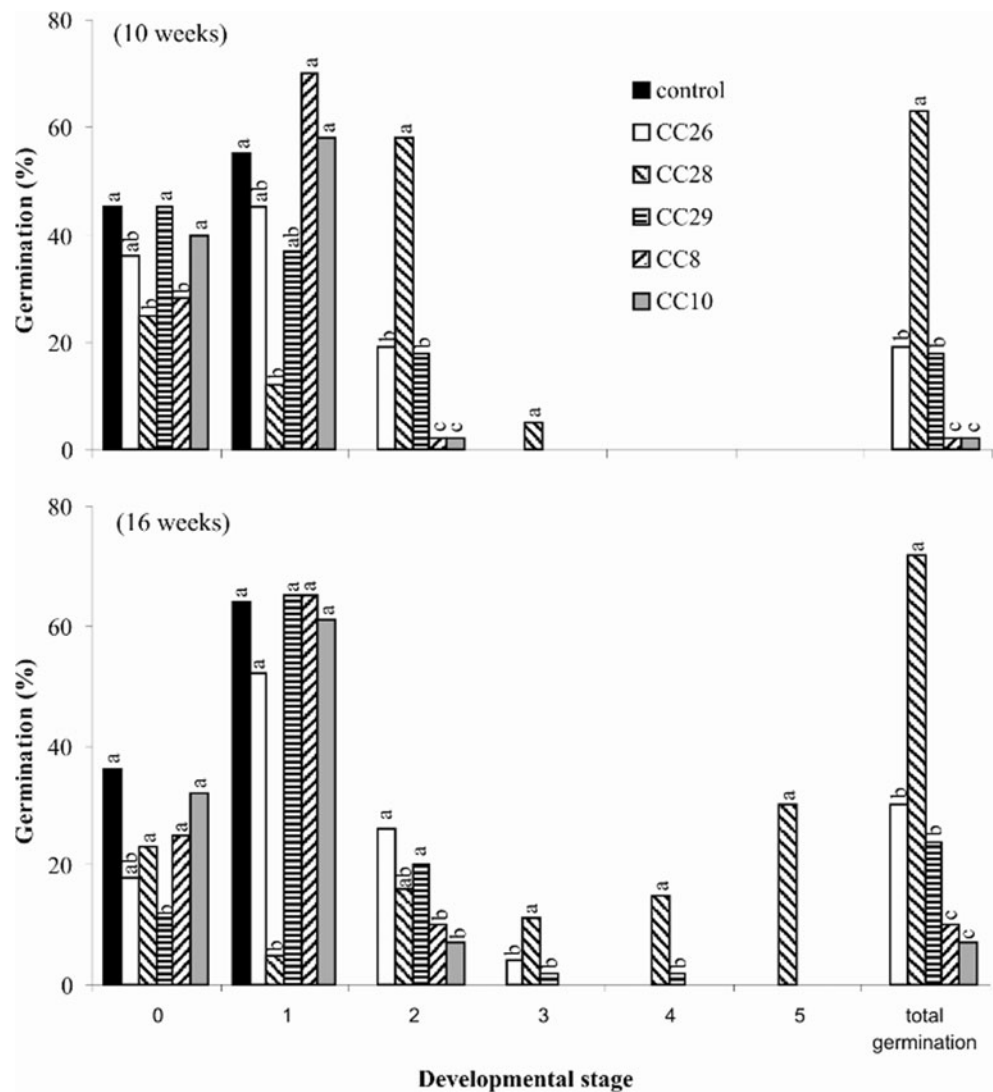 (10 weeks)
Germination (%)
80
60
40
20
0
control
CC26
CC28
CC29
CC8
CC10
a
ab
b
a
b
a
a
ab
b
ab
a
a
b
a
b
c
c
a
b
a
b
c
c
(16 weeks)
Germination (%)
80
60
40
20
0
a
ab
a
b
a
a
a
a
b
a
a
a
a
ab
a
b
b
b
a
b
a
b
a
b
a
b
c
c
0 1 2 3 4 5 total
germination
Developmental stage